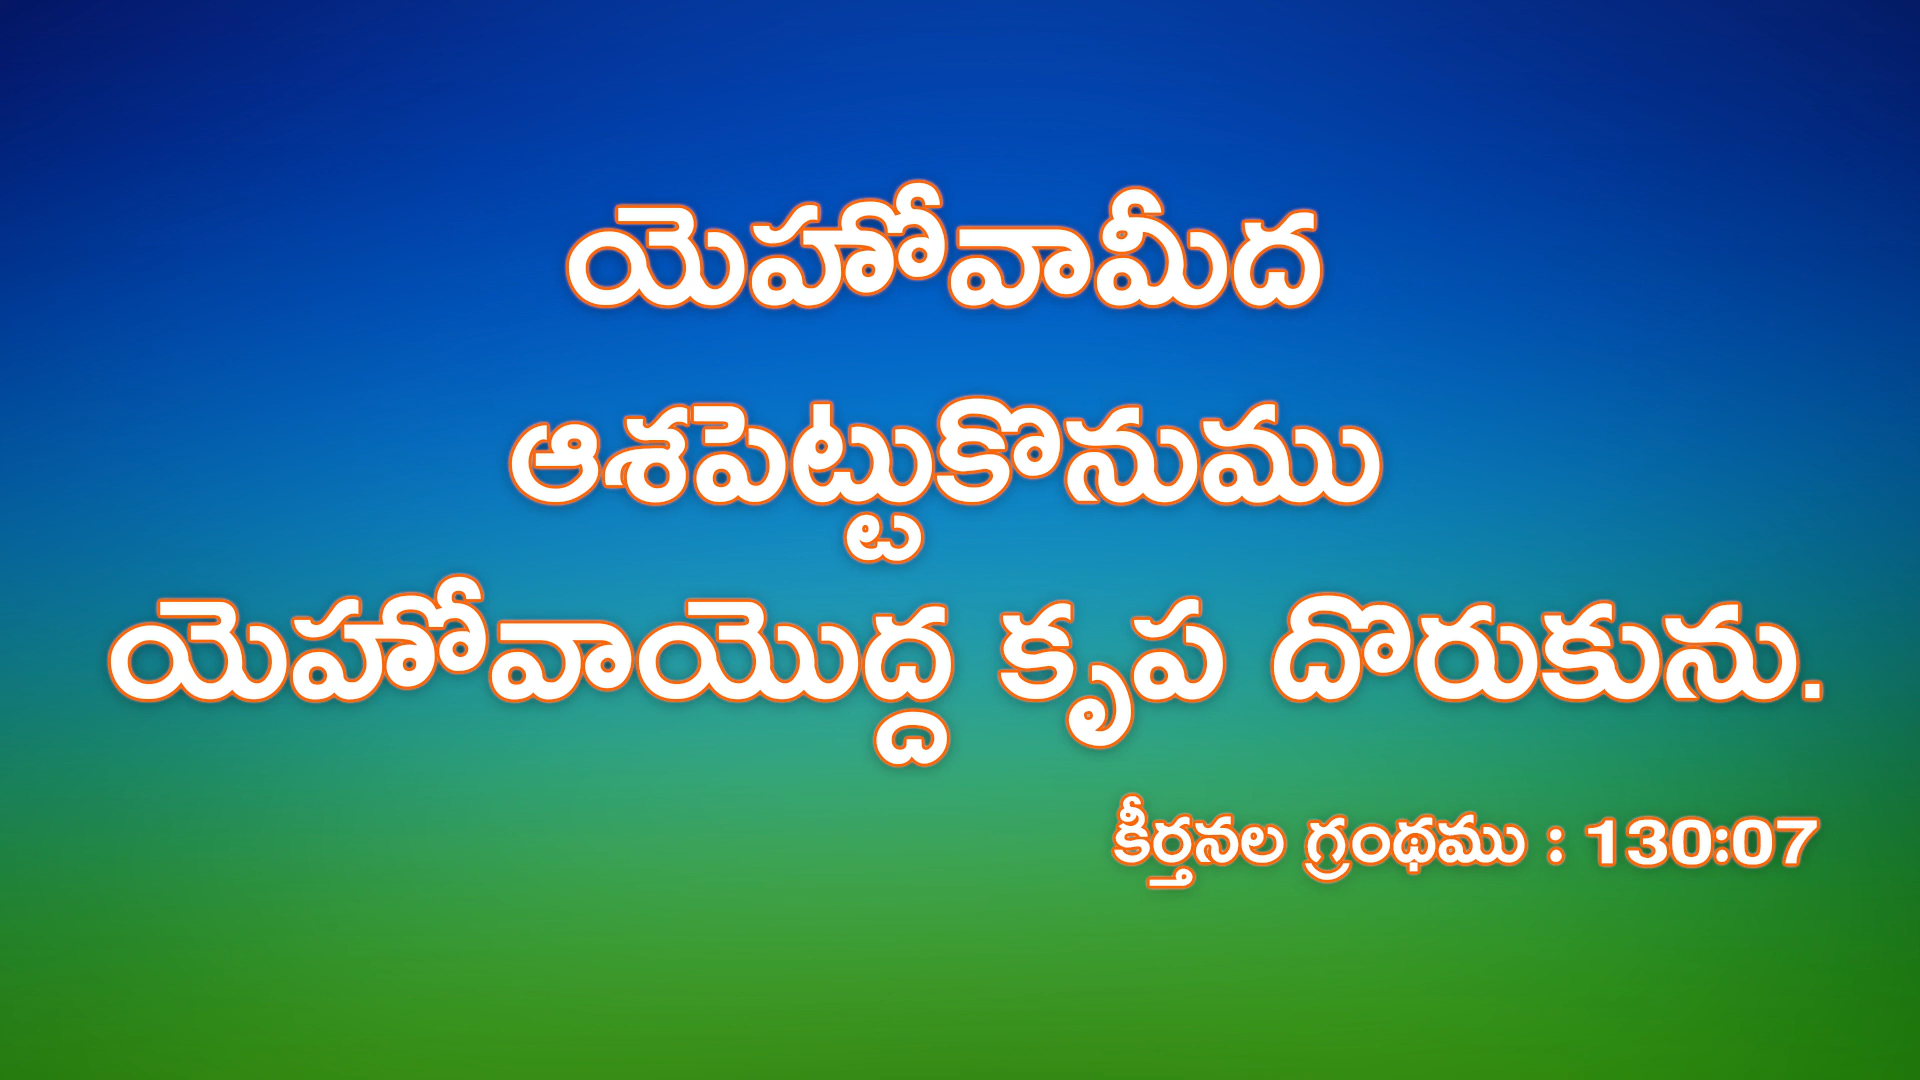 యెహోవామీద
ఆశపెట్టుకొనుము
యెహోవాయొద్ద కృప దొరుకును.
కీర్తనల గ్రంథము : 130:07